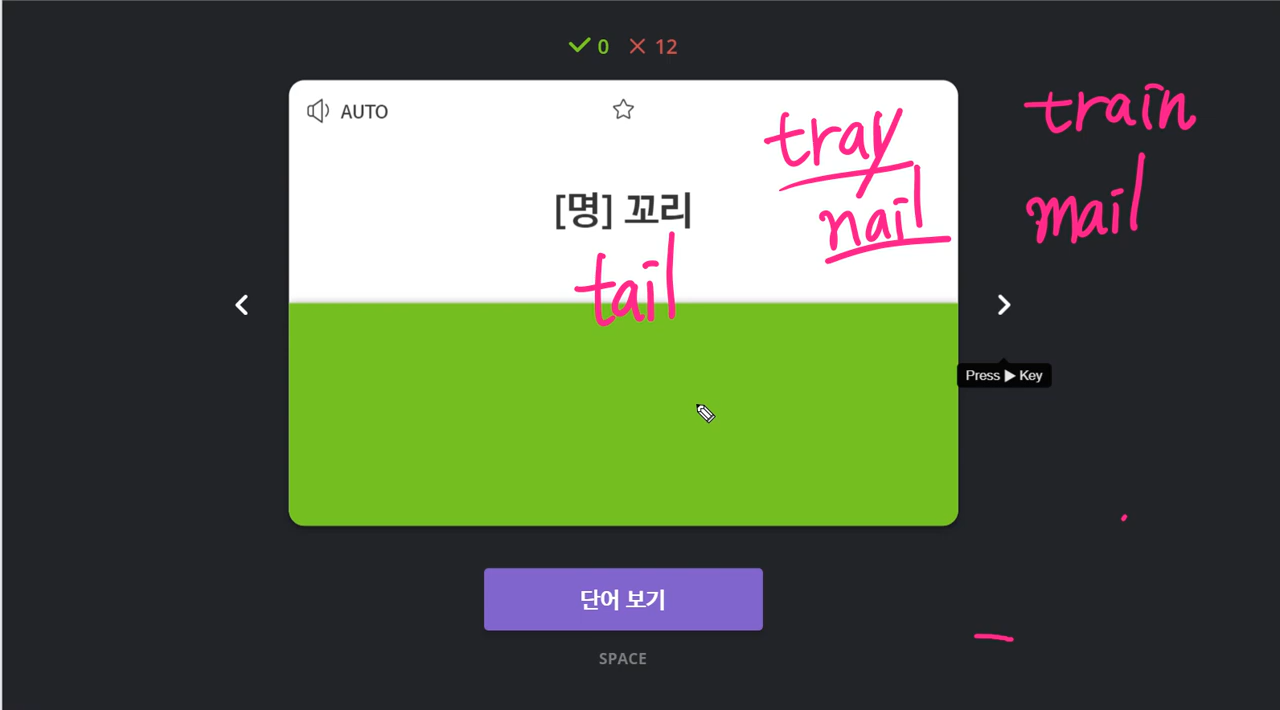 0 12
AUTO
[명] 꼬리
tail
tray
nail
train
mail
Press ▶ Key
단어 보기
SPACE